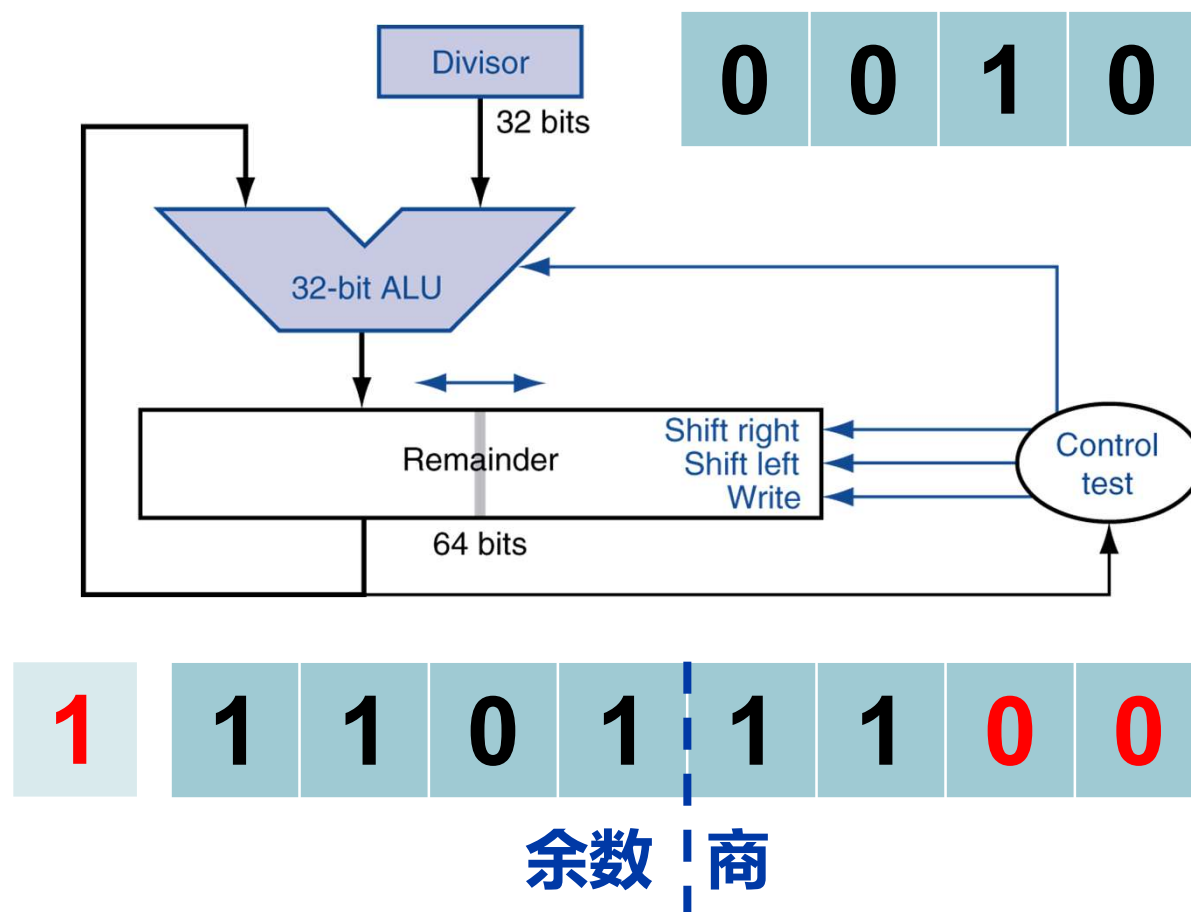 Divisor
0 0 1 0
32 bits
32-bit ALU
Remainder
Shift right
Shift left
Write
Control
test
64 bits
1 1 1 0 1 1 1 0 0
余数 商